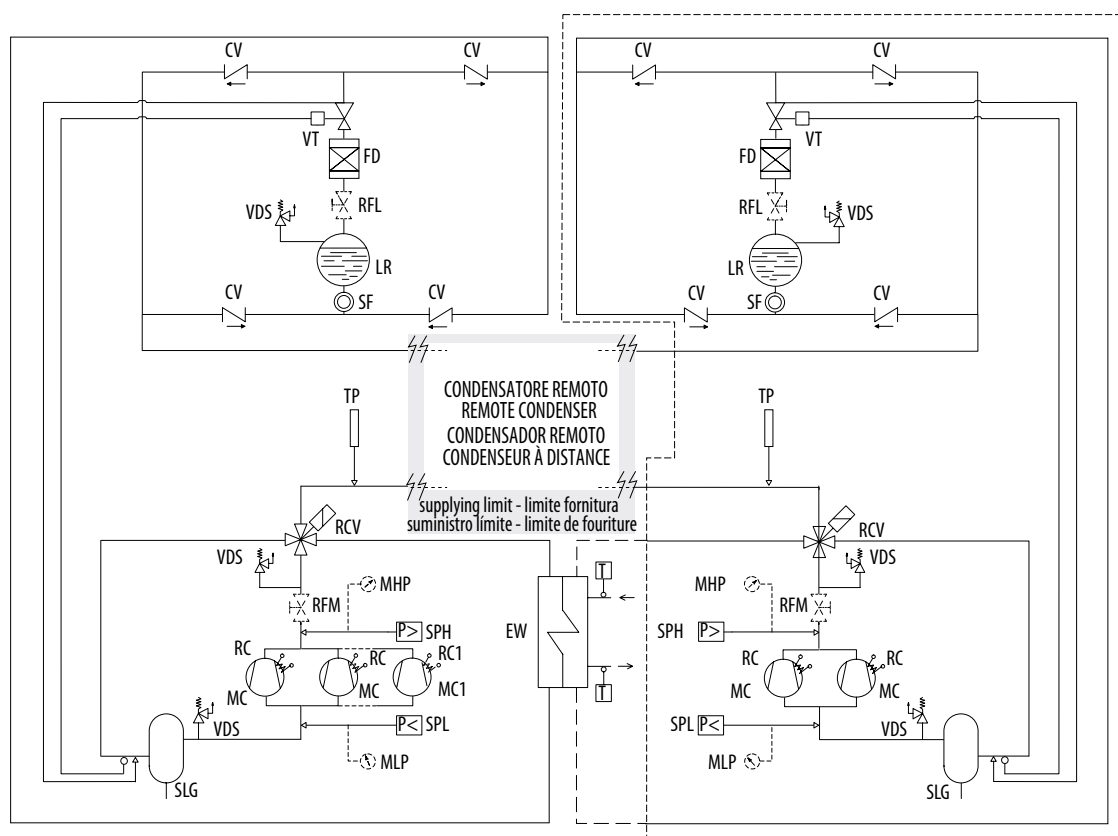 CV CV CV CV
VT VT
FD FD
VDS RFL RFL VDS
LR LR
SF SF
CV CV CV CV
CONDENSATORE REMOTO
REMOTE CONDENSER
CONDENSADOR REMOTO
CONDENSEUR À DISTANCE
TP TP
supplying limit - limite fornitura
suministro límite - limite de fouriture
RCV RCV
VDS VDS
T
MHP MHP
RFM RFM
EW
P> SPH SPH P>
RC RC RC1 RC RC
MC MC MC1 MC MC
T
VDS P< SPL SPL P< VDS
MLP MLP
SLG SLG